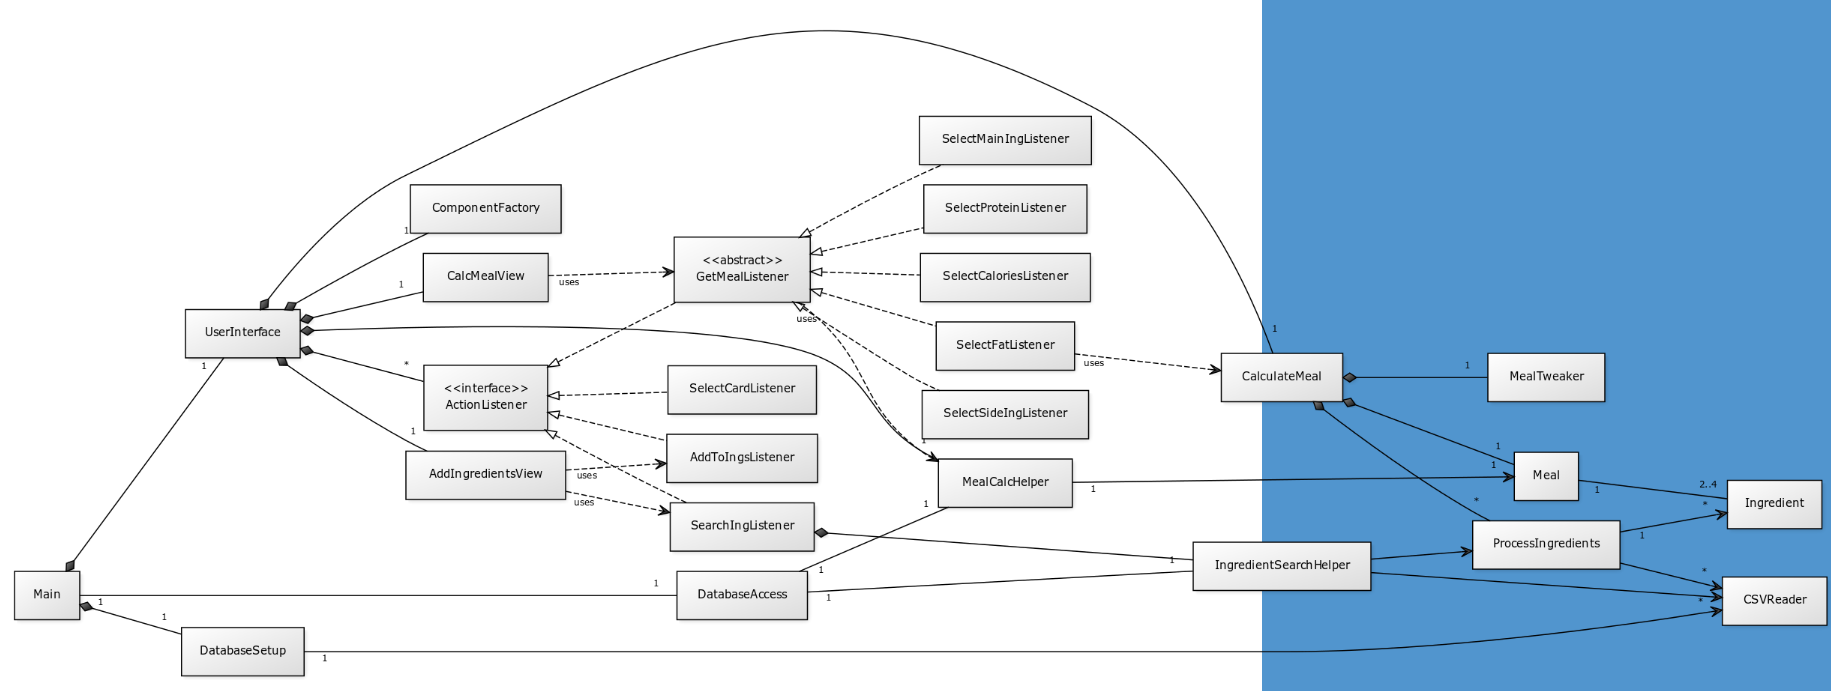 SelectMainIngListener
ComponentFactory
SelectProteinListener
1
<<abstract>>
GetMealListener
CalcMealView
uses
SelectCaloriesListener
1
uses
UserInterface
1
*
1
SelectFatListener
uses
CalculateMeal
1
MealTweaker
<<interface>>
ActionListener
SelectCardListener
SelectSideIngListener
1
1
1
AddIngredientsView
uses
uses
AddToIngsListener
1
MealCalcHelper
1
1
Meal
1
2..4
Ingredient
*
*
1
SearchIngListener
1
1
ProcessIngredients
IngredientSearchHelper
1
*
*
CSVReader
Main
1
1
DatabaseAccess
1
1
DatabaseSetup
1